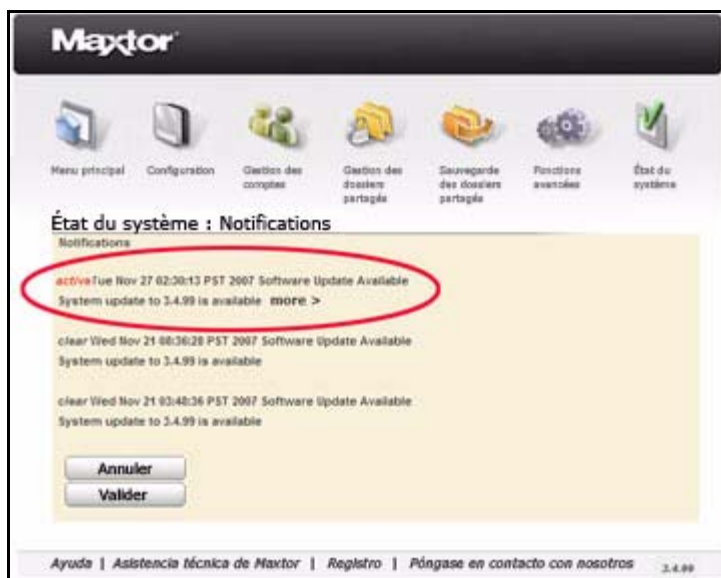 Maxtor
Menu principal
Configuration
Gestion des comptes
Gestion des dossiers partagés
Sauvegarde des dossiers partagés
Fonctions avancées
État du système
État du système : Notifications
Notifications
active Tue Nov 27 02:30:13 PST 2007 Software Update Available
System update to 3.4.99 is available more >
clear Wed Nov 21 08:36:28 PST 2007 Software Update Available
System update to 3.4.99 is available
clear Wed Nov 21 03:48:36 PST 2007 Software Update Available
System update to 3.4.99 is available
Annuler
Valider
Ayuda | Asistencia técnica de Maxtor | Registro | Póngase en contacto con nosotros 3.4.99